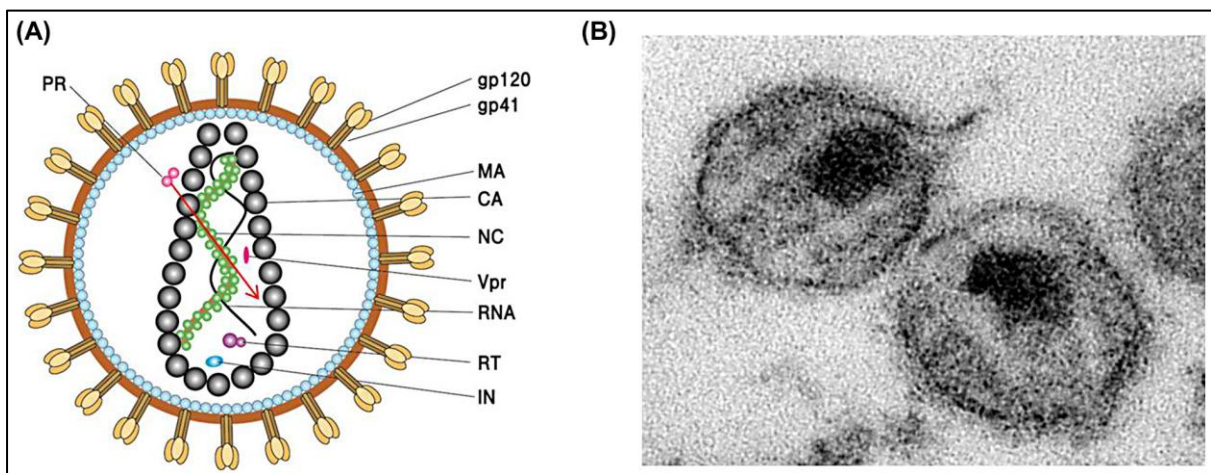 (A)
PR
gp120
gp41
MA
CA
NC
Vpr
RNA
RT
IN
(B)